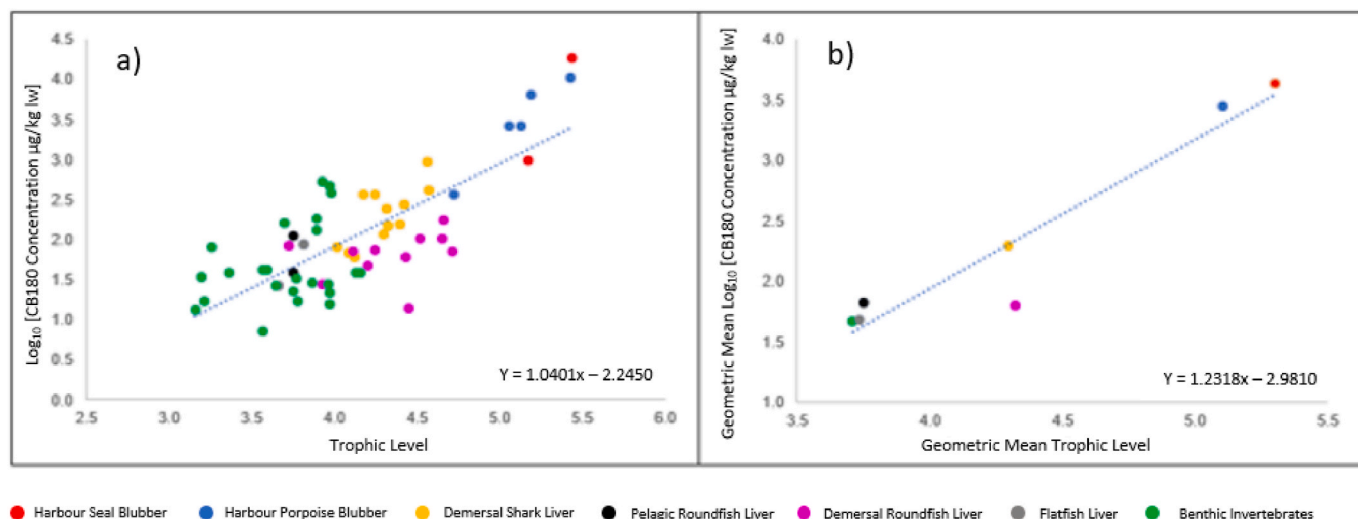 a)
Log₁₀ [CB180 Concentration µg/kg lw]
4.5
4.0
3.5
3.0
2.5
2.0
1.5
1.0
0.5
0.0
2.5 3.0 3.5 4.0 4.5 5.0 5.5 6.0
Trophic Level
Y = 1.0401x – 2.2450
b)
Geometric Mean Log₁₀ [CB180 Concentration µg/kg lw]
4.0
3.5
3.0
2.5
2.0
1.5
1.0
3.5 4.0 4.5 5.0 5.5
Geometric Mean Trophic Level
Y = 1.2318x – 2.9810
Harbour Seal Blubber Harbour Porpoise Blubber Demersal Shark Liver Pelagic Roundfish Liver Demersal Roundfish Liver Flatfish Liver Benthic Invertebrates